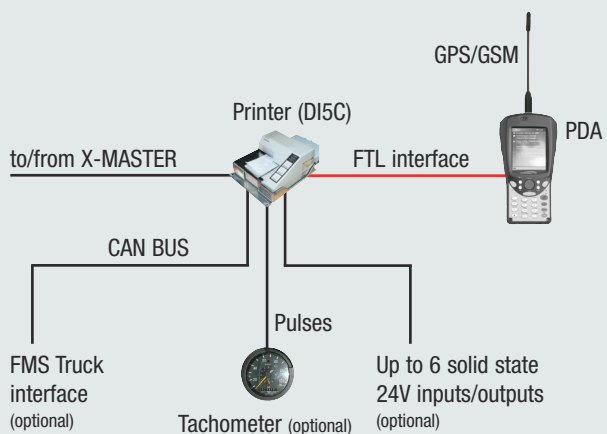 GPS/GSM
Printer (DI5C)
PDA
to/from X-MASTER
FTL interface
CAN BUS
Pulses
FMS Truck
interface
(optional)
Up to 6 solid state
24V inputs/outputs
(optional)
Tachometer (optional)